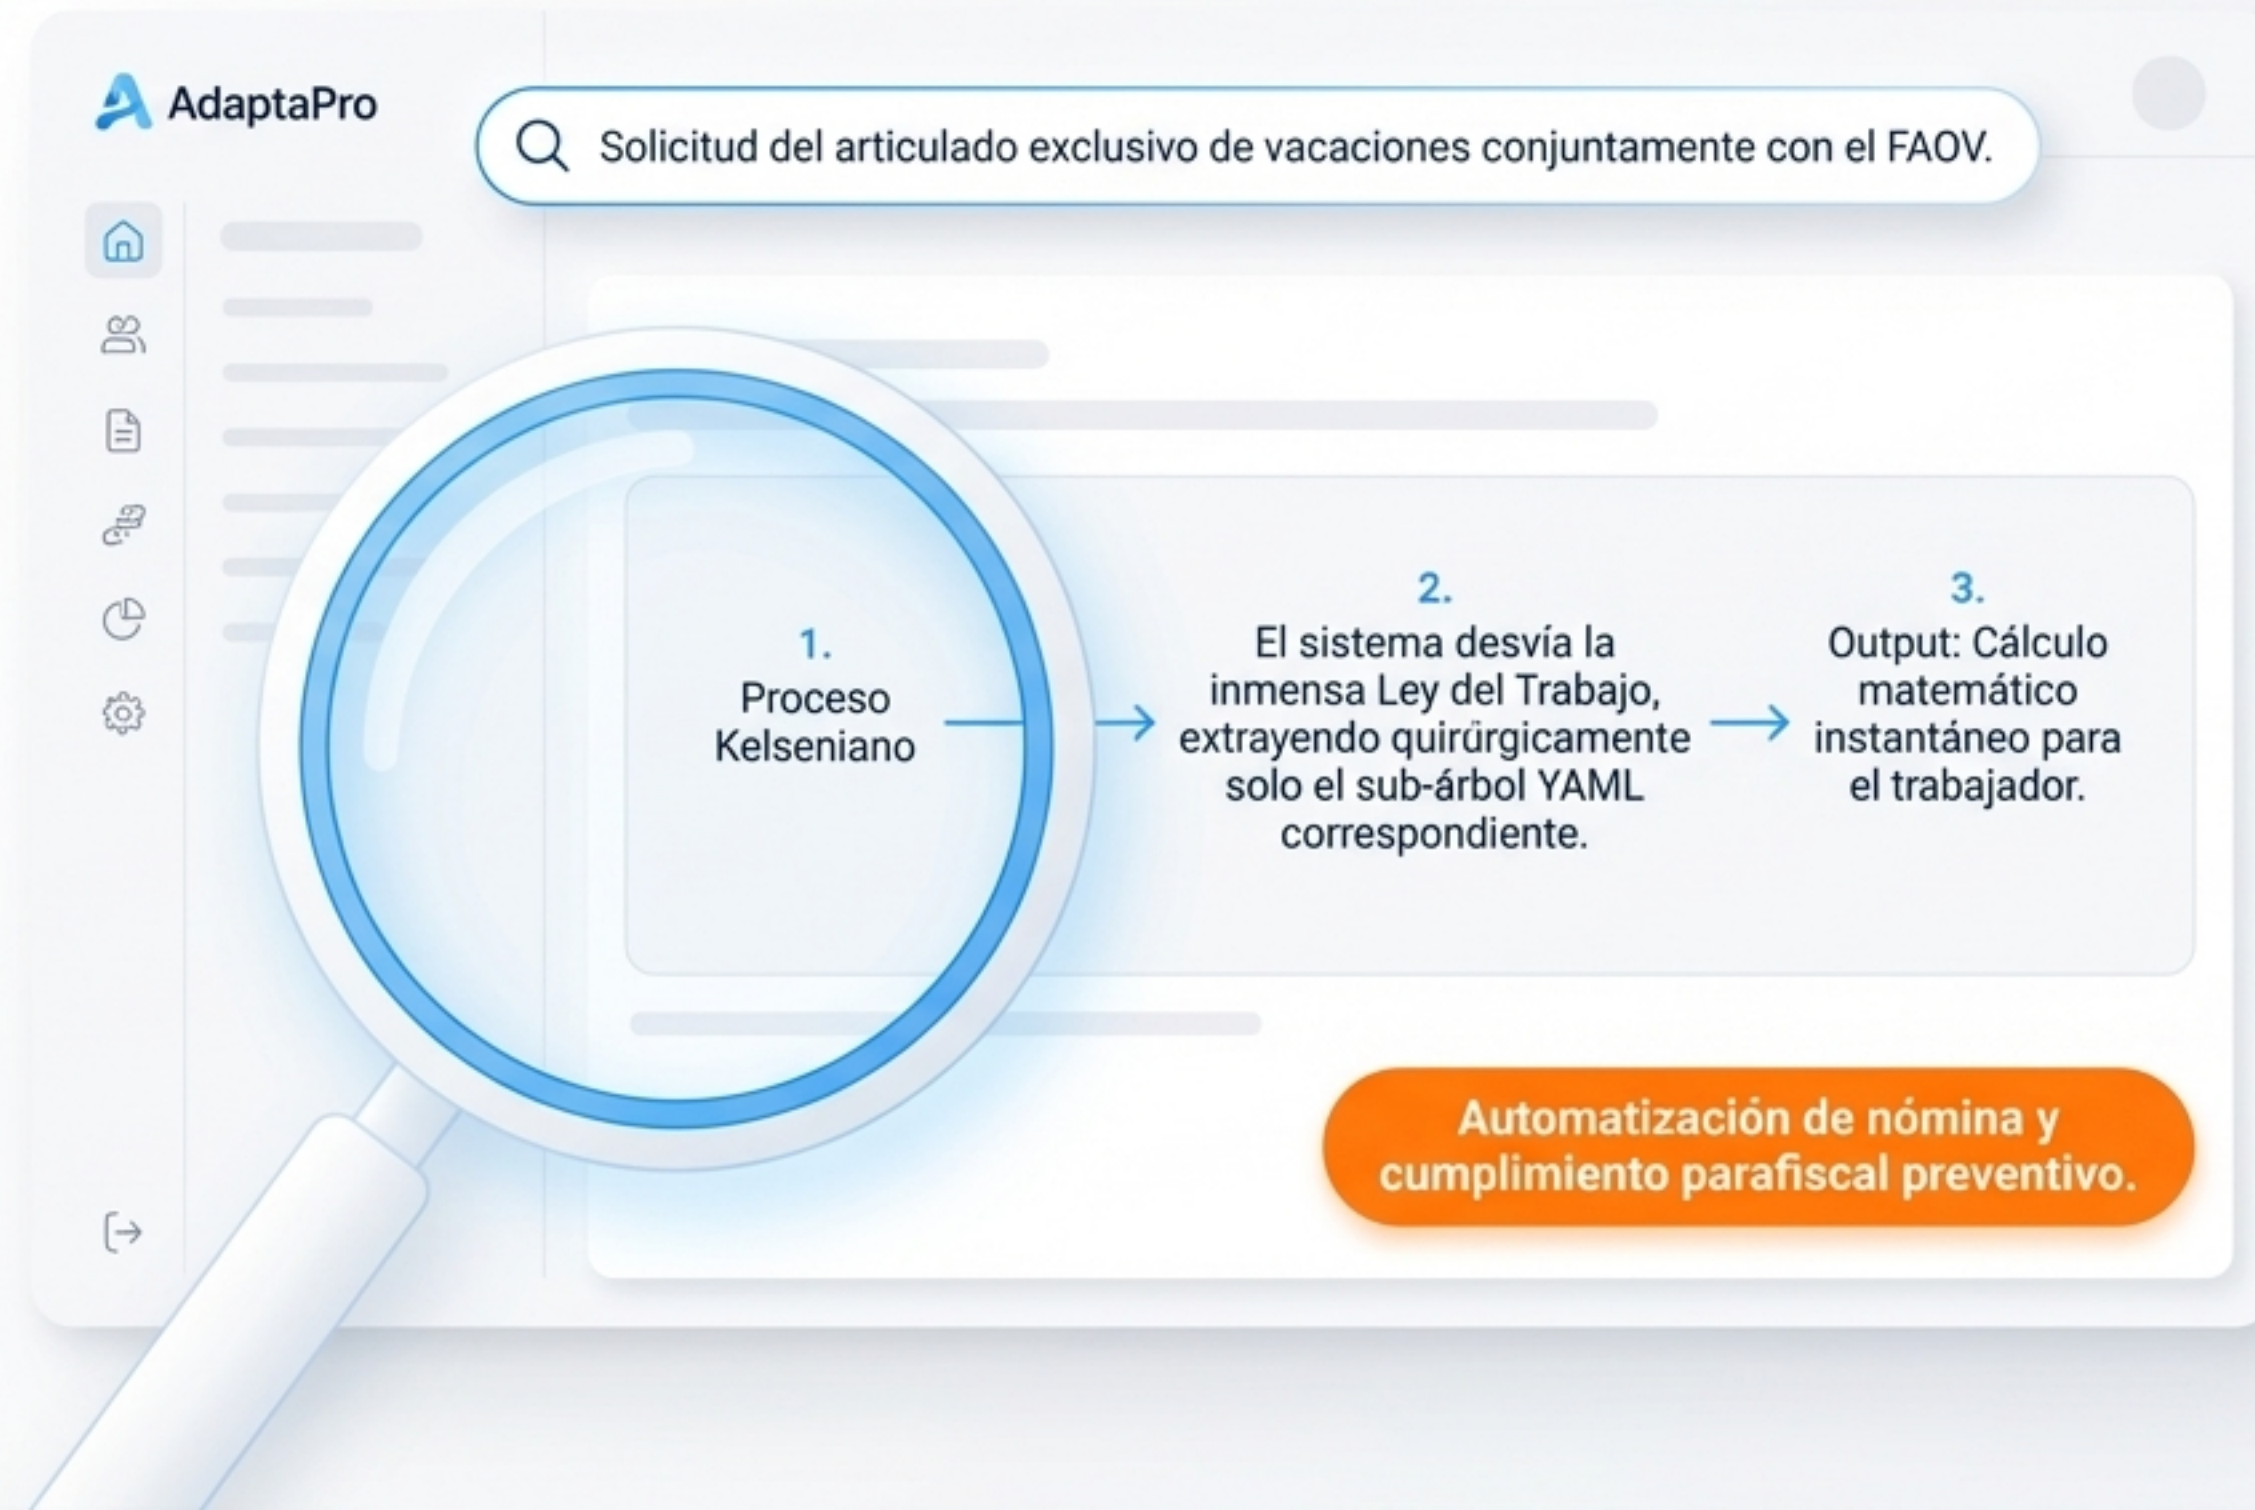 AdaptaPro
Solicitud del articulado exclusivo de vacaciones conjuntamente con el FAOV.
1.
Proceso
Kelseniano
2.
El sistema desvía la
inmensa Ley del Trabajo,
extrayendo quirúrgicamente
solo el sub-árbol YAML
correspondiente.
3.
Output: Cálculo
matemático
instantáneo para
el trabajador.
Automatización de nómina y
cumplimiento parafiscal preventivo.